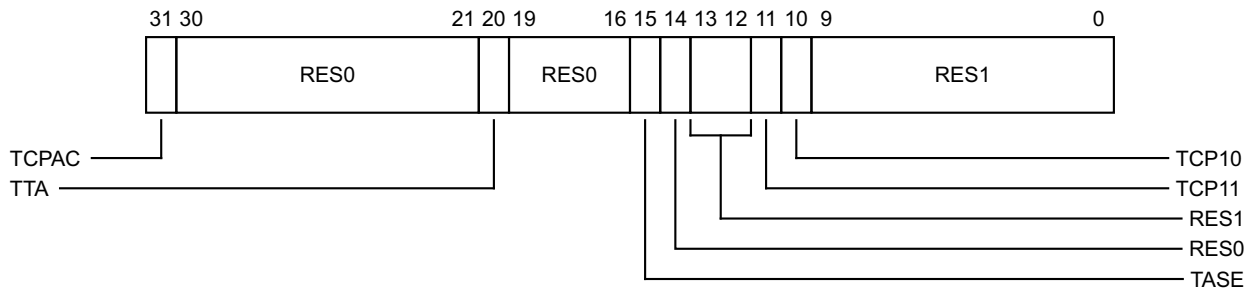 31 30 21 20 19 16 15 14 13 12 11 10 9 0
RES0 RES0 RES1
TCPAC TCP10
TTA TCP11
RES1
RES0
TASE